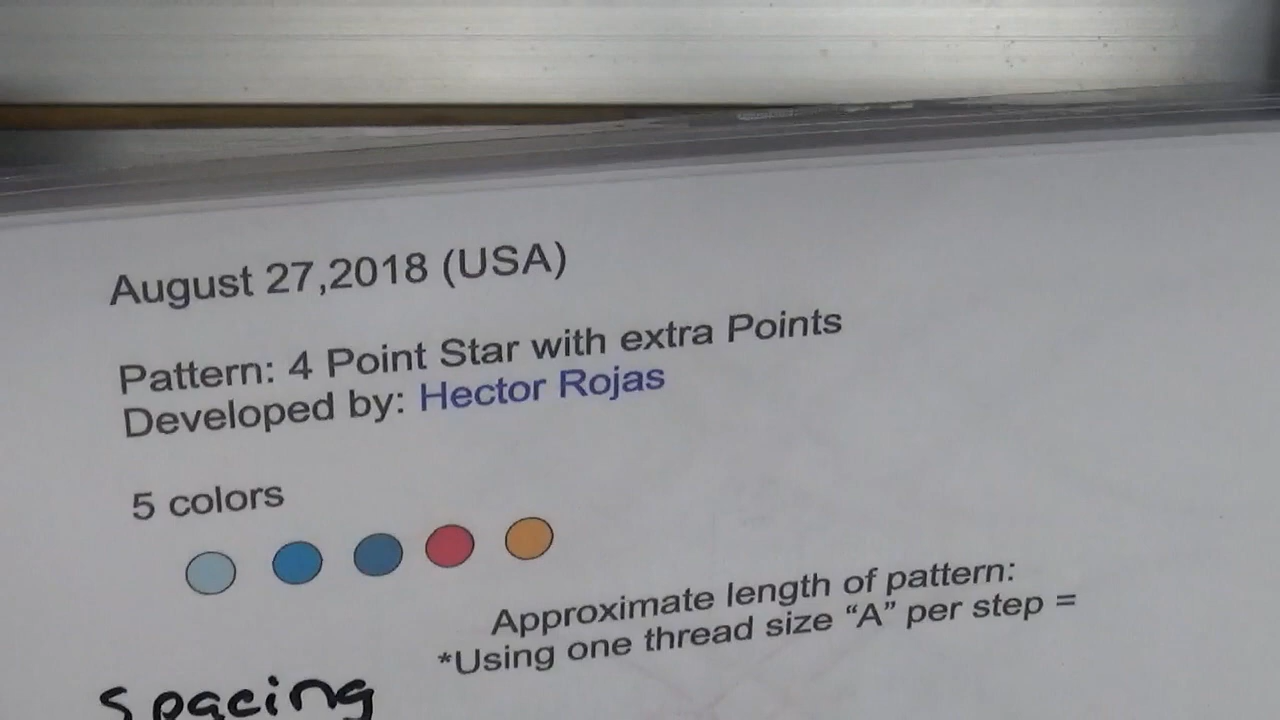 August 27,2018 (USA)
Pattern: 4 Point Star with extra Points
Developed by: Hector Rojas
5 colors
Approximate length of pattern:
*Using one thread size “A” per step =
spacing